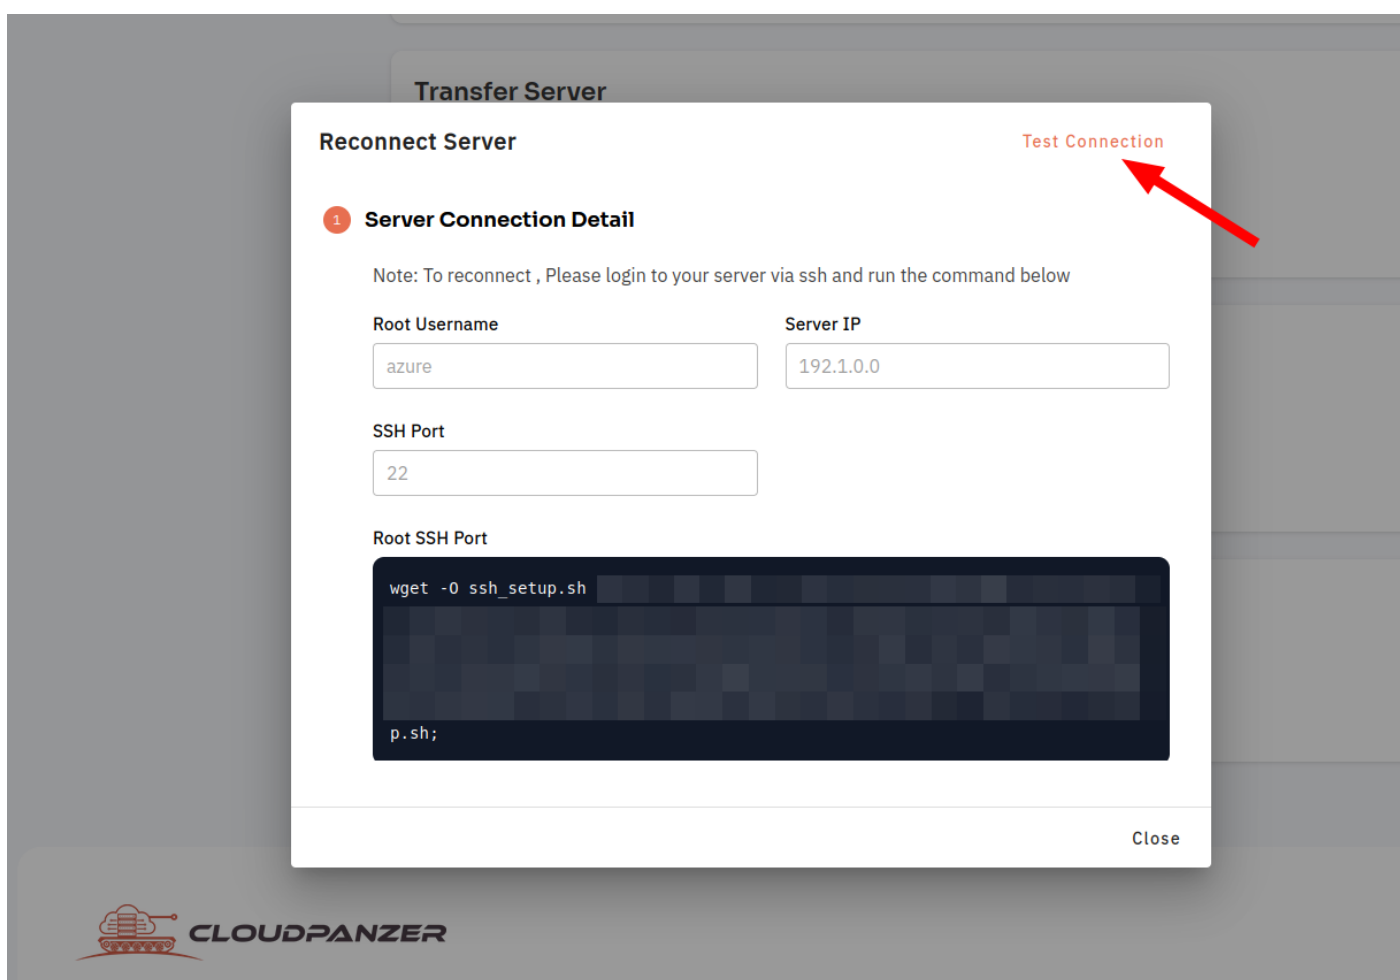 Transfer Server
Reconnect Server
Test Connection
1
Server Connection Detail
Note: To reconnect , Please login to your server via ssh and run the command below
Root Username
Server IP
azure
192.1.0.0
SSH Port
22
Root SSH Port
wget -O ssh_setup.sh
p.sh;
Close
CLOUDPANZER